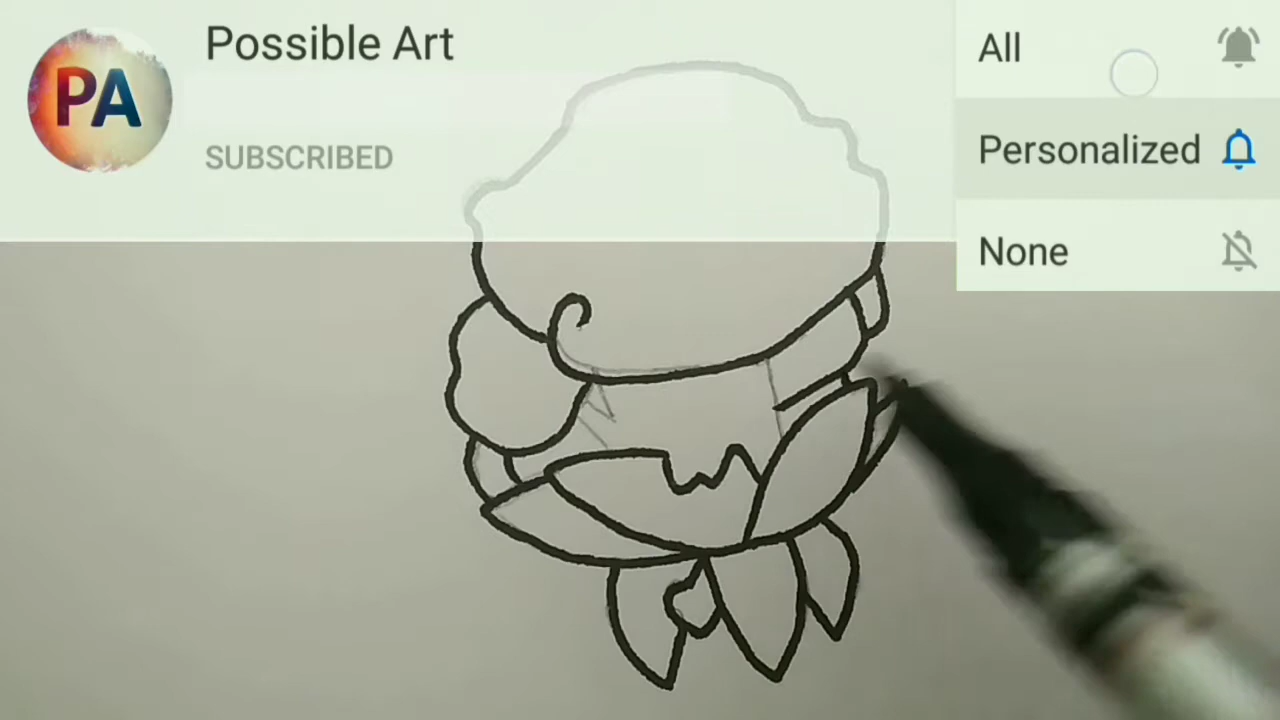 PA
Possible Art
SUBSCRIBED
All
Personalized
None